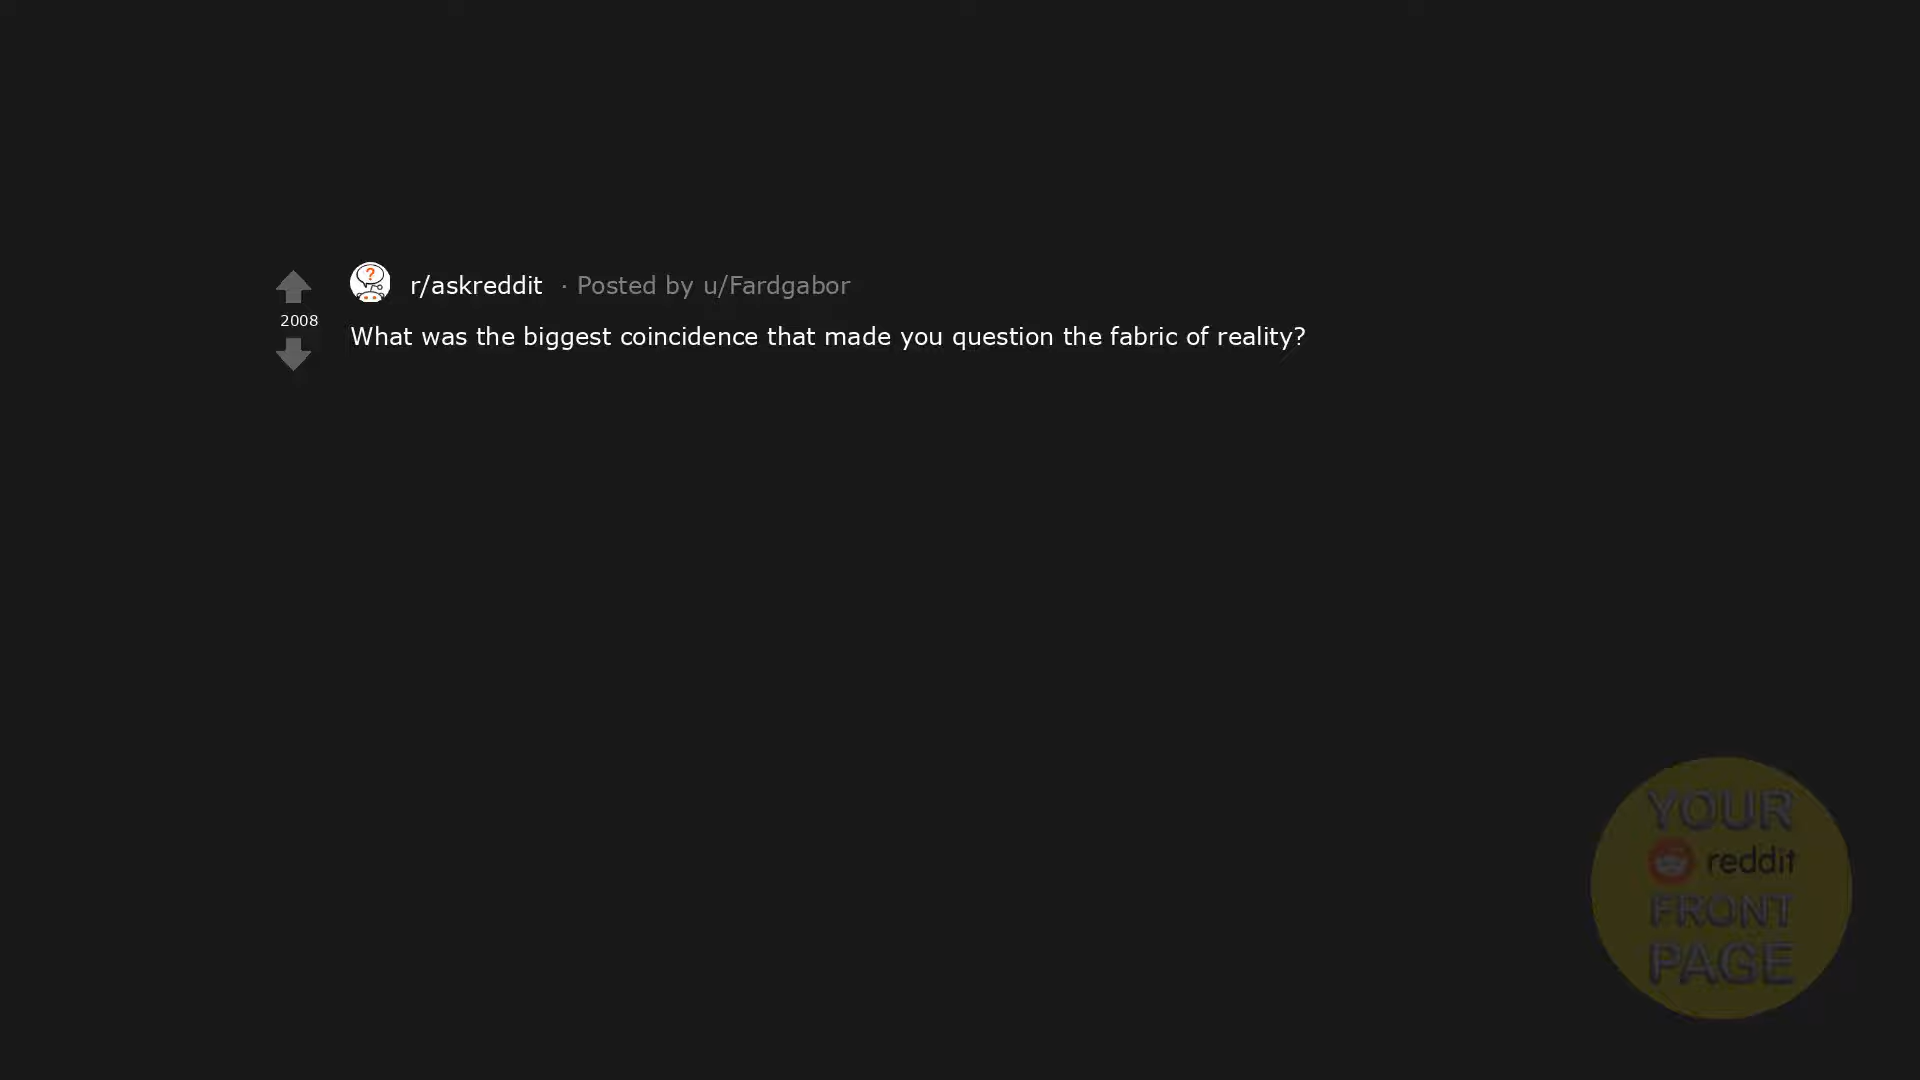 r/askreddit · Posted by u/Fardgabor
2008
What was the biggest coincidence that made you question the fabric of reality?
YOUR
reddit
FRONT
PAGE